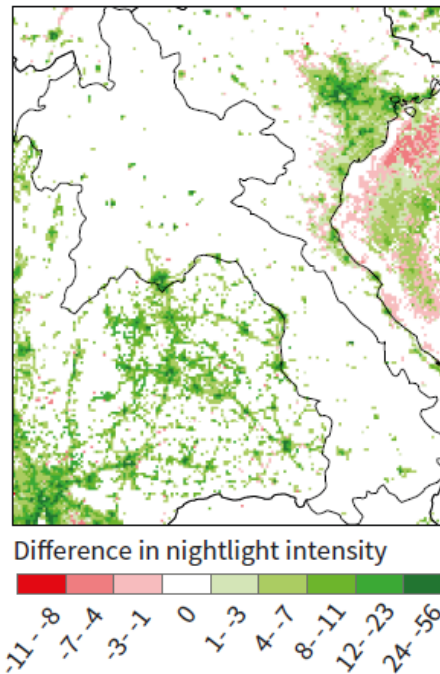 Difference in nightlight intensity
-11 - -8
-7 - -4
-3 - -1
0
1- -3
4- -7
8- -11
12- -23
24- -56